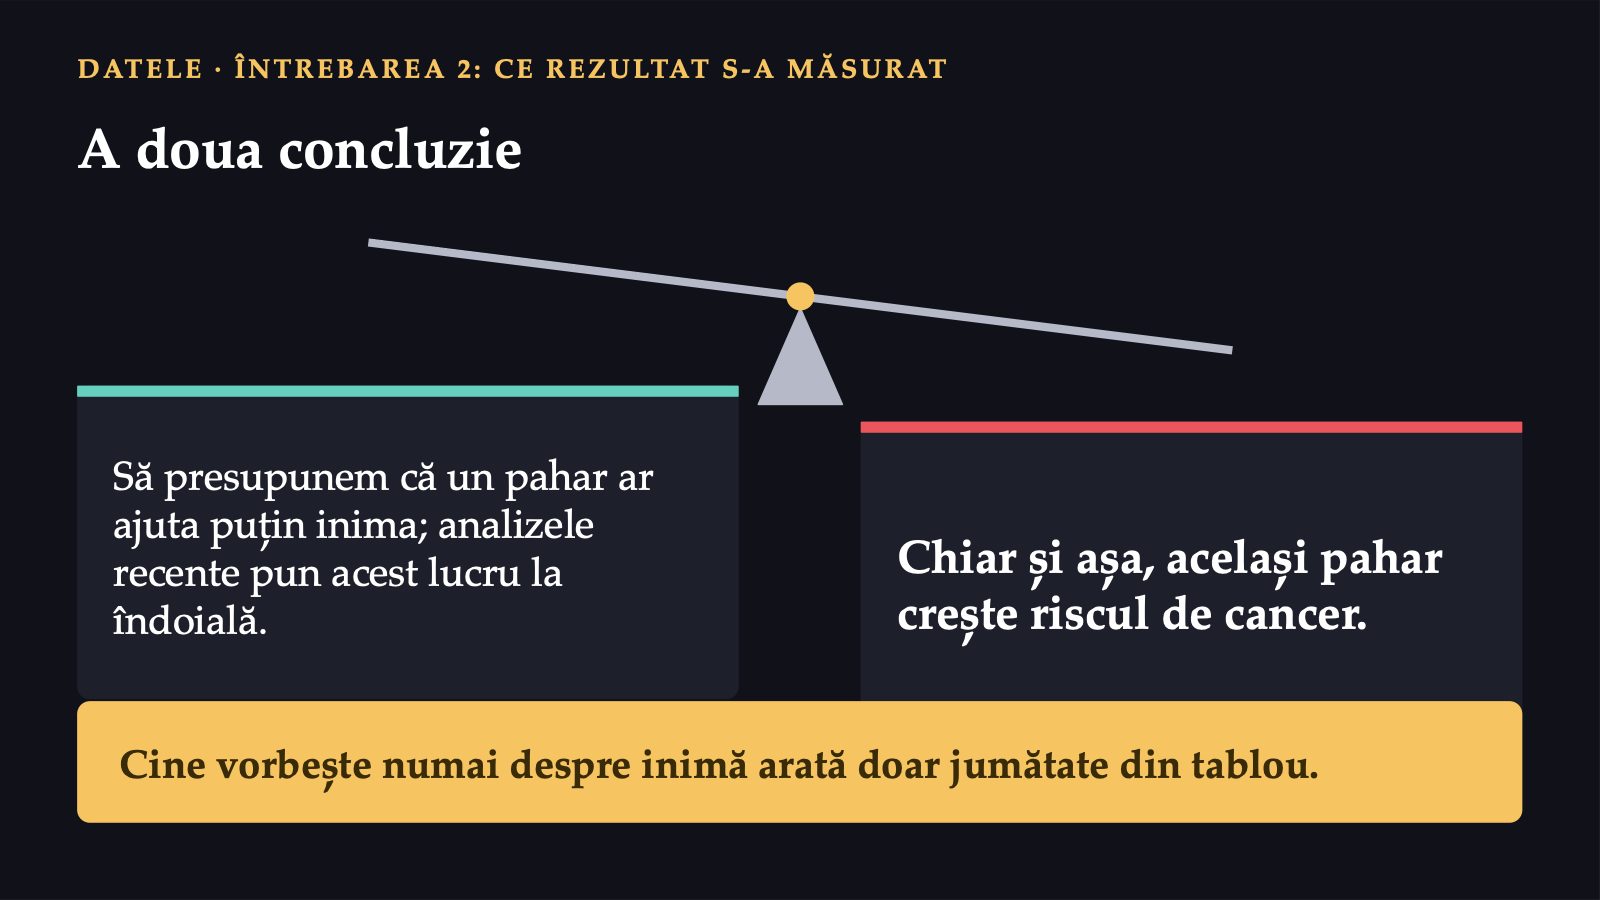 DATELE · ÎNTREBAREA 2: CE REZULTAT S-A MĂSURAT
A doua concluzie
Să presupunem că un pahar ar
ajuta puțin inima; analizele
recente pun acest lucru la
îndoială.
Chiar și așa, același pahar
crește riscul de cancer.
Cine vorbește numai despre inimă arată doar jumătate din tablou.